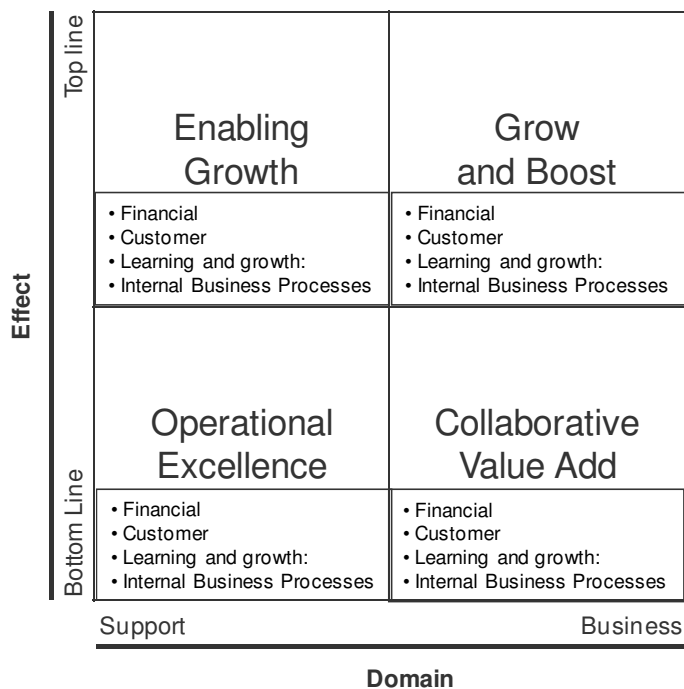 Top line
Enabling
Growth
• Financial
• Customer
• Learning and growth:
• Internal Business Processes
Grow
and Boost
• Financial
• Customer
• Learning and growth:
• Internal Business Processes
Effect
Operational
Excellence
• Financial
• Customer
• Learning and growth:
• Internal Business Processes
Collaborative
Value Add
• Financial
• Customer
• Learning and growth:
• Internal Business Processes
Bottom Line
Support
Business
Domain